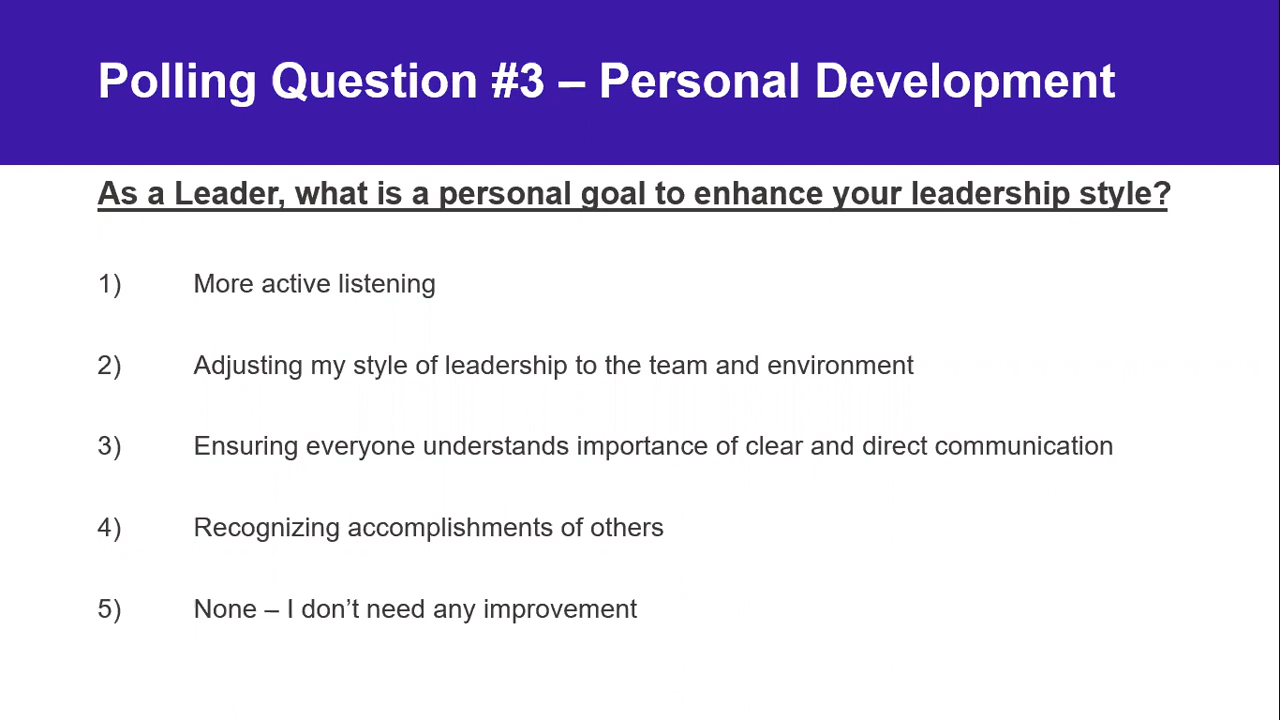 Polling Question #3 – Personal Development
As a Leader, what is a personal goal to enhance your leadership style?
1) More active listening
2) Adjusting my style of leadership to the team and environment
3) Ensuring everyone understands importance of clear and direct communication
4) Recognizing accomplishments of others
5) None – I don’t need any improvement